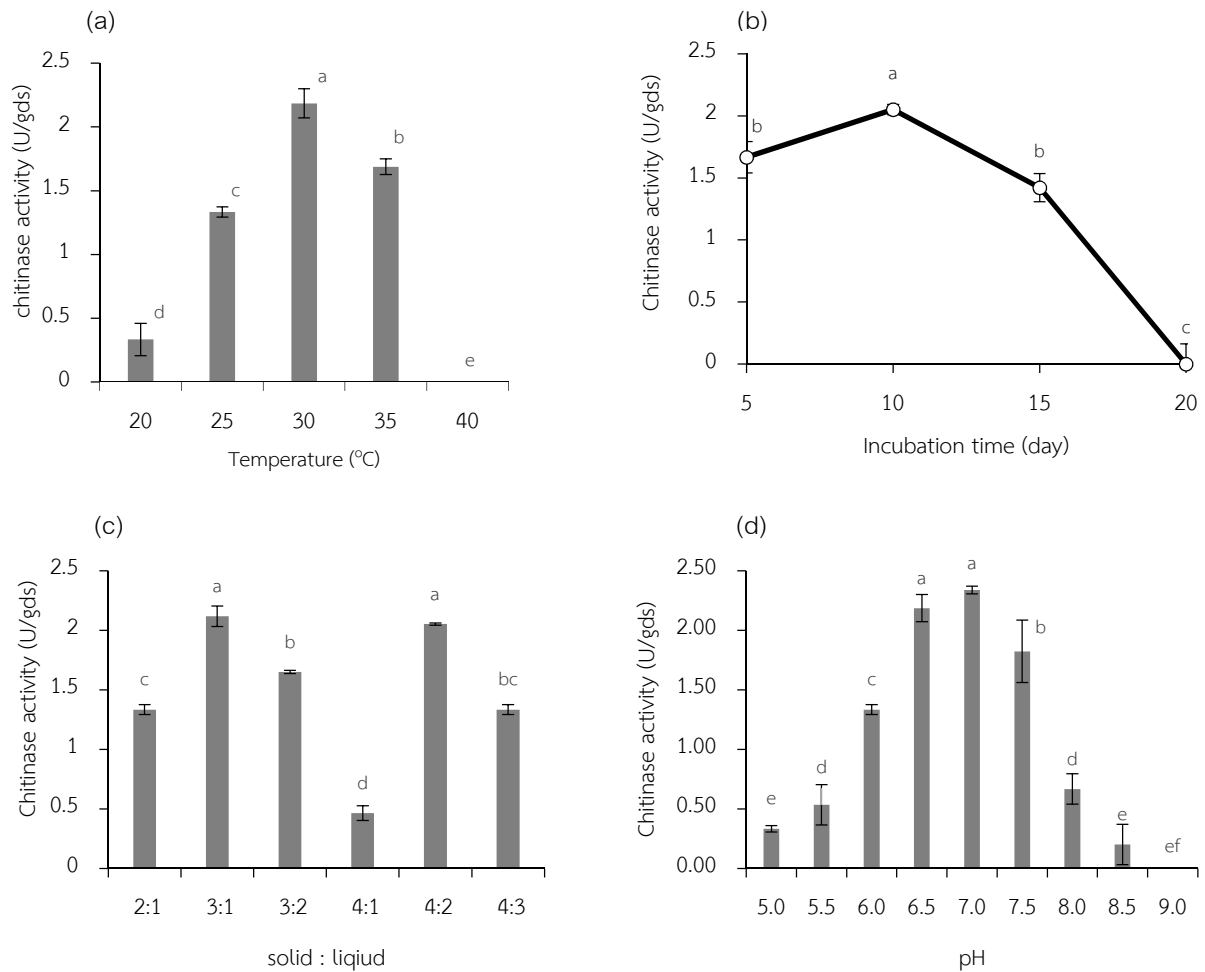 (a)
chitinase activity (U/gds)
2.5
2
1.5
1
0.5
0
d
c
a
b
e
20 25 30 35 40
Temperature (°C)
(b)
Chitinase activity (U/gds)
2.5
2
1.5
1
0.5
0
b
a
b
c
5 10 15 20
Incubation time (day)
(c)
Chitinase activity (U/gds)
2.5
2
1.5
1
0.5
0
c
a
b
d
a
bc
2:1 3:1 3:2 4:1 4:2 4:3
solid : liqiud
(d)
Chitinase activity (U/gds)
2.50
2.00
1.50
1.00
0.50
0.00
e
d
c
a
a
b
d
e
ef
5.0 5.5 6.0 6.5 7.0 7.5 8.0 8.5 9.0
pH